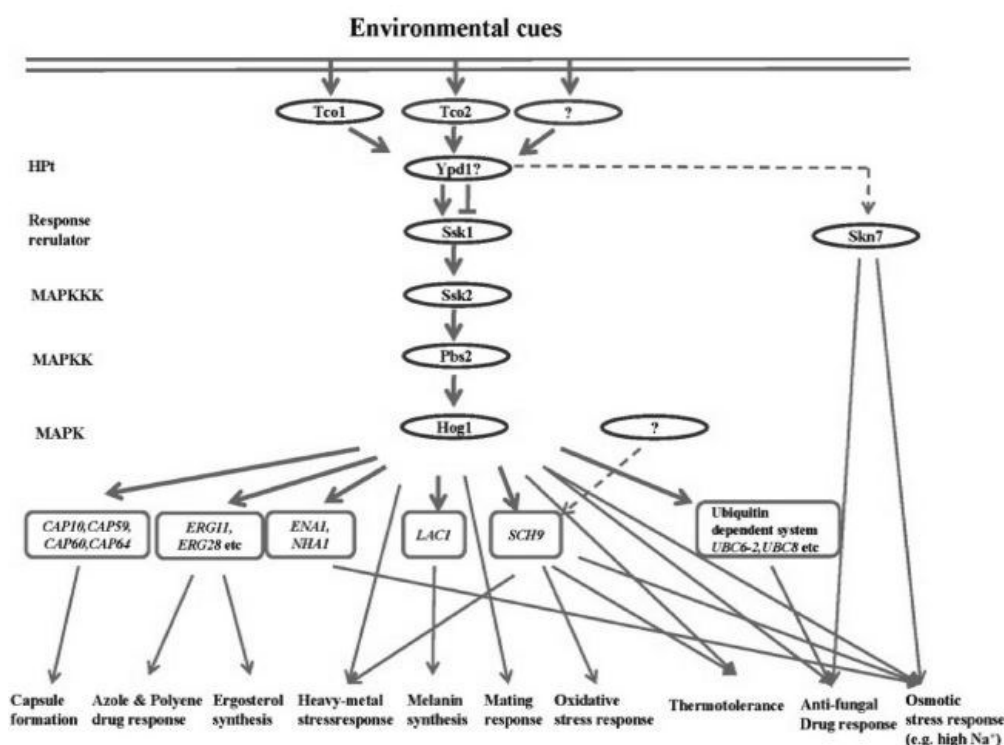 Environmental cues
Tco1
Tco2
?
HPt
Ypd1?
Response
rerulator
Ssk1
Skn7
MAPKKK
Ssk2
MAPKK
Pbs2
MAPK
Hog1
?
CAP10,CAP59,
CAP60,CAP64
ERG11,
ERG28 etc
ENA1,
NHA1
LAC1
SCH9
Ubiquitin
dependent system
UBC6-2,UBC8 etc
Capsule
formation
Azole & Polyene
drug response
Ergosterol
synthesis
Heavy-metal
stressresponse
Melanin
synthesis
Mating
response
Oxidative
stress response
Thermotolerance
Anti-fungal
Drug response
Osmotic
stress response
(e.g. high Na⁺)